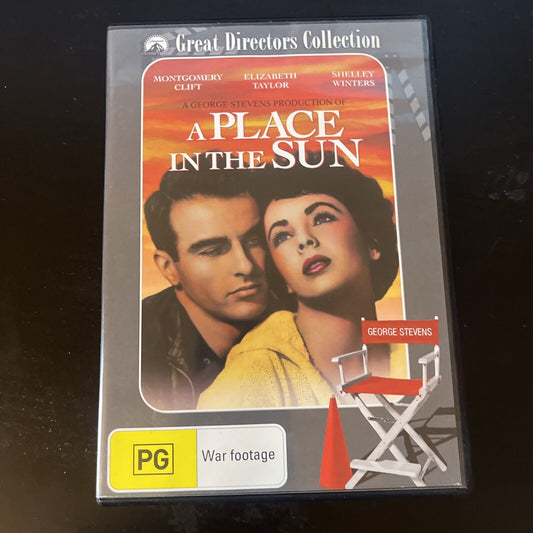 Great Directors Collection
MONTGOMERY CLIFT
ELIZABETH TAYLOR
SHELLEY WINTERS
A GEORGE STEVENS PRODUCTION OF
A PLACE
IN THE SUN
GEORGE STEVENS
PG
War footage